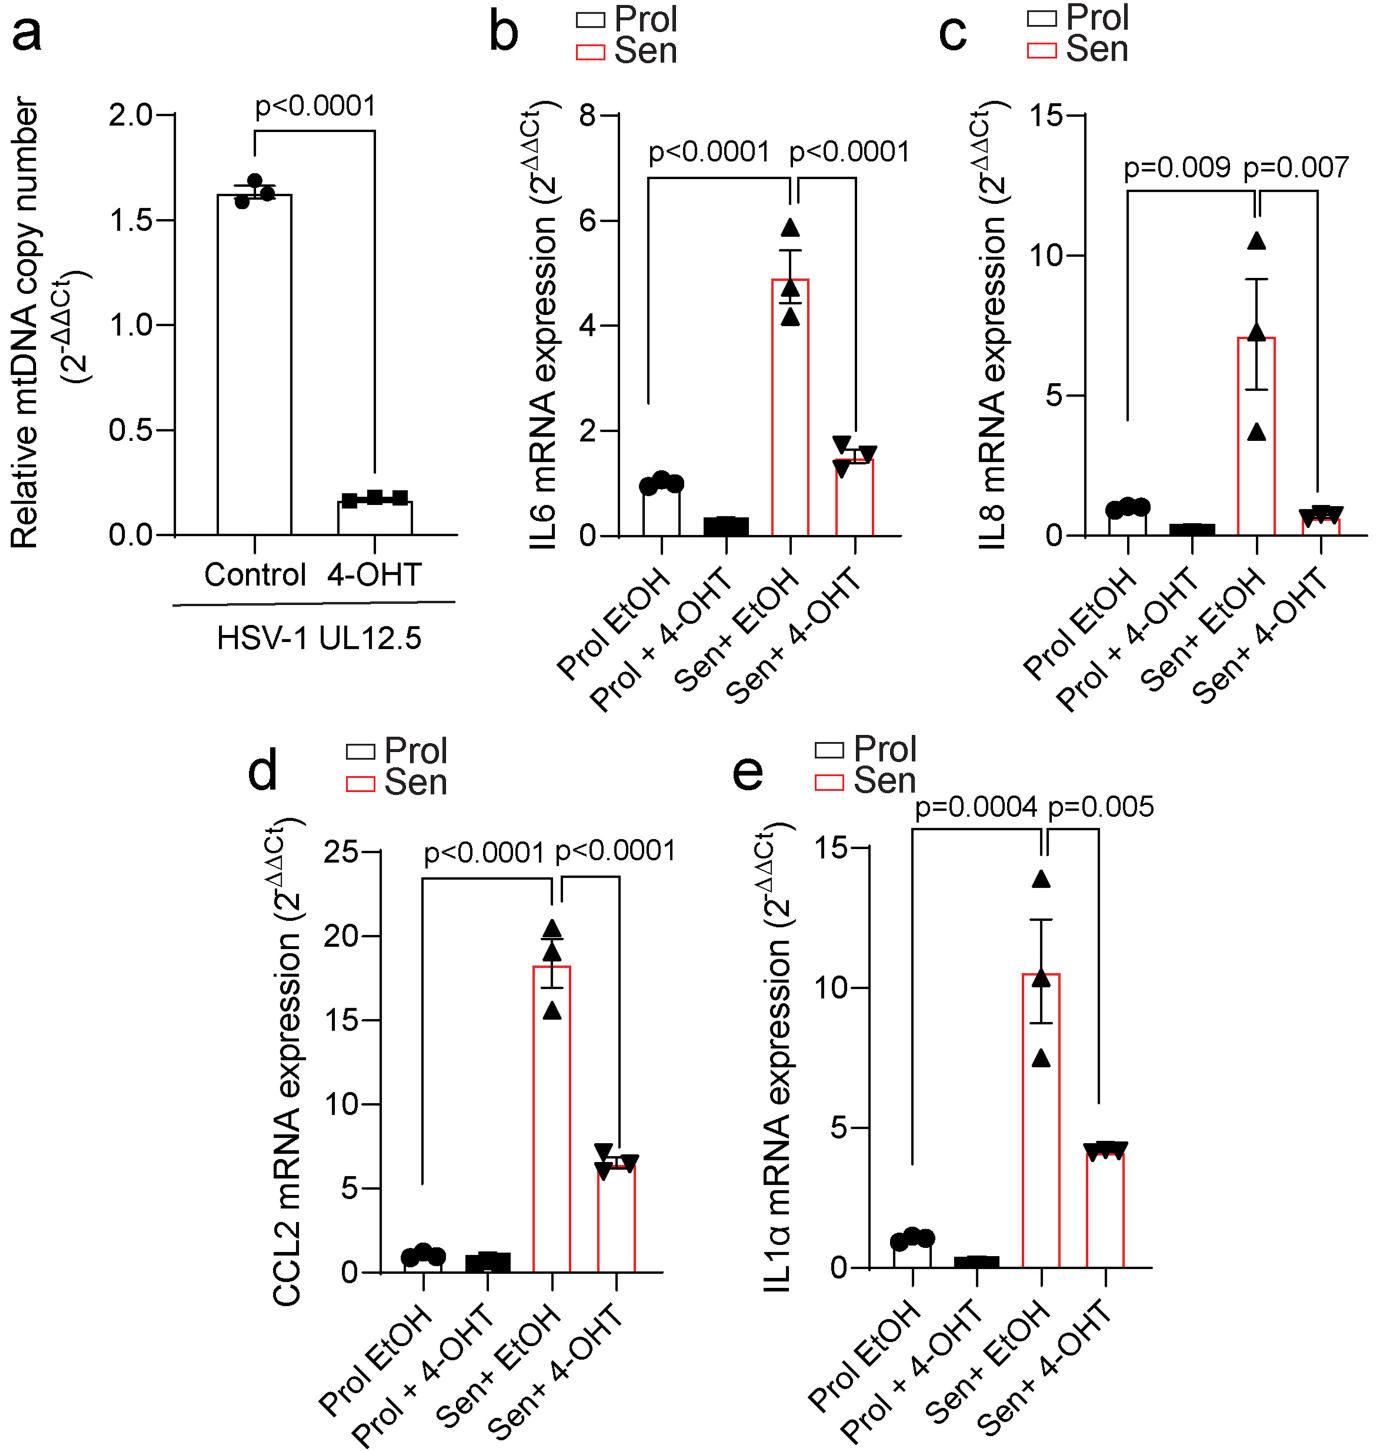 a
Relative mtDNA copy number
(2-ΔΔCt)
2.0
1.5
1.0
0.5
0.0
p<0.0001
Control 4-OHT
HSV-1 UL12.5
b
Prol
Sen
IL6 mRNA expression (2-ΔΔCt)
8
6
4
2
0
p<0.0001 p<0.0001
Prol EtOH
Prol + 4-OHT
Sen+ EtOH
Sen+ 4-OHT
c
Prol
Sen
IL8 mRNA expression (2-ΔΔCt)
15
10
5
0
p=0.009 p=0.007
Prol EtOH
Prol + 4-OHT
Sen+ EtOH
Sen+ 4-OHT
d
Prol
Sen
CCL2 mRNA expression (2-ΔΔCt)
25
20
15
10
5
0
p<0.0001 p<0.0001
Prol EtOH
Prol + 4-OHT
Sen+ EtOH
Sen+ 4-OHT
e
Prol
Sen
IL1α mRNA expression (2-ΔΔCt)
15
10
5
0
p=0.0004 p=0.005
Prol EtOH
Prol + 4-OHT
Sen+ EtOH
Sen+ 4-OHT